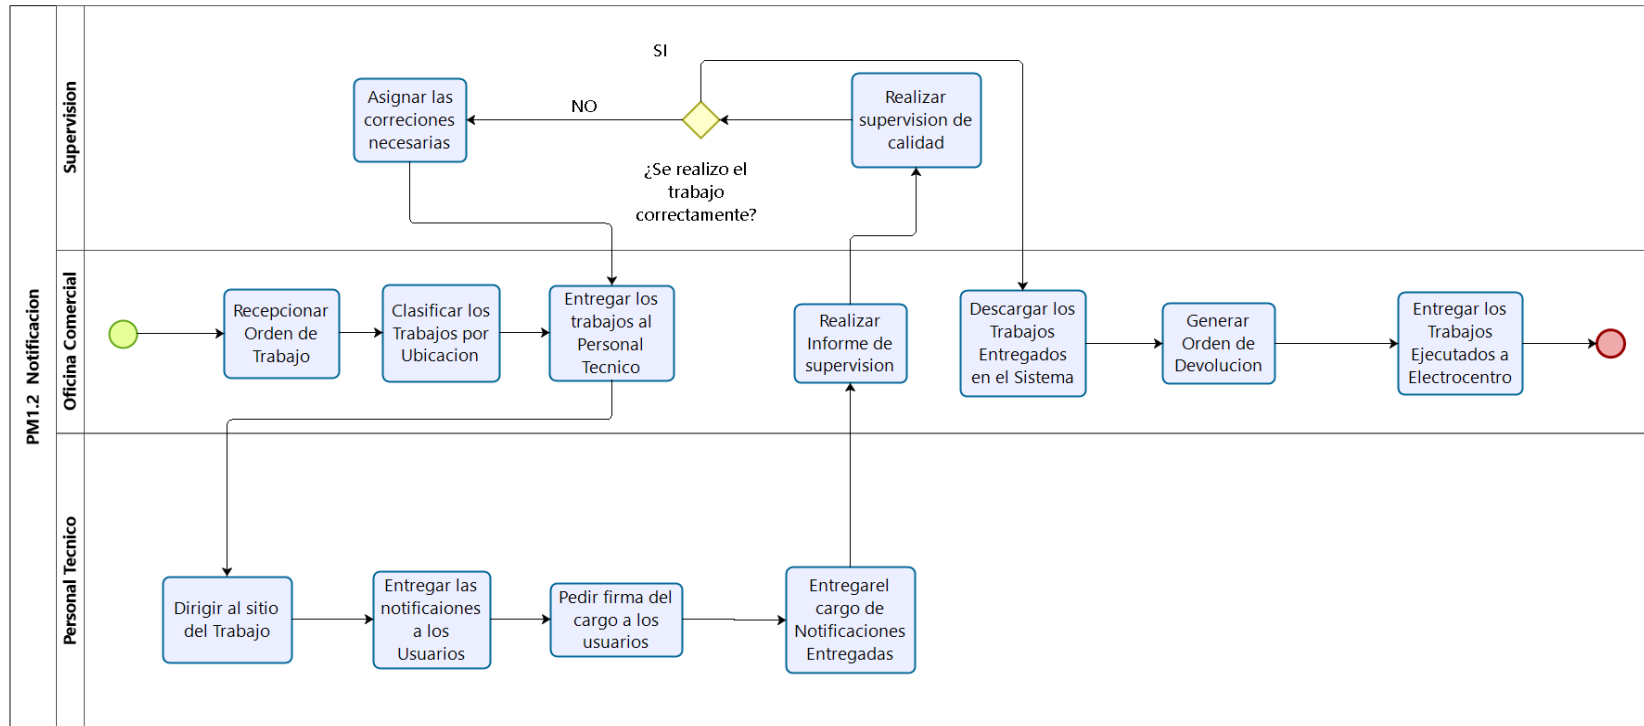 PM1.2 Notificacion
Supervision
SI
NO
Asignar las
correciones
necesarias
¿Se realizo el
trabajo
correctamente?
Realizar
supervision de
calidad
Oficina Comercial
Recepcionar
Orden de
Trabajo
Clasificar los
Trabajos por
Ubicacion
Entregar los
trabajos al
Personal
Tecnico
Realizar
Informe de
supervision
Descargar los
Trabajos
Entregados
en el Sistema
Generar
Orden de
Devolucion
Entregar los
Trabajos
Ejecutados a
Electrocentro
Personal Tecnico
Dirigir al sitio
del Trabajo
Entregar las
notificaiones
a los
Usuarios
Pedir firma del
cargo a los
usuarios
Entregarel
cargo de
Notificaciones
Entregadas